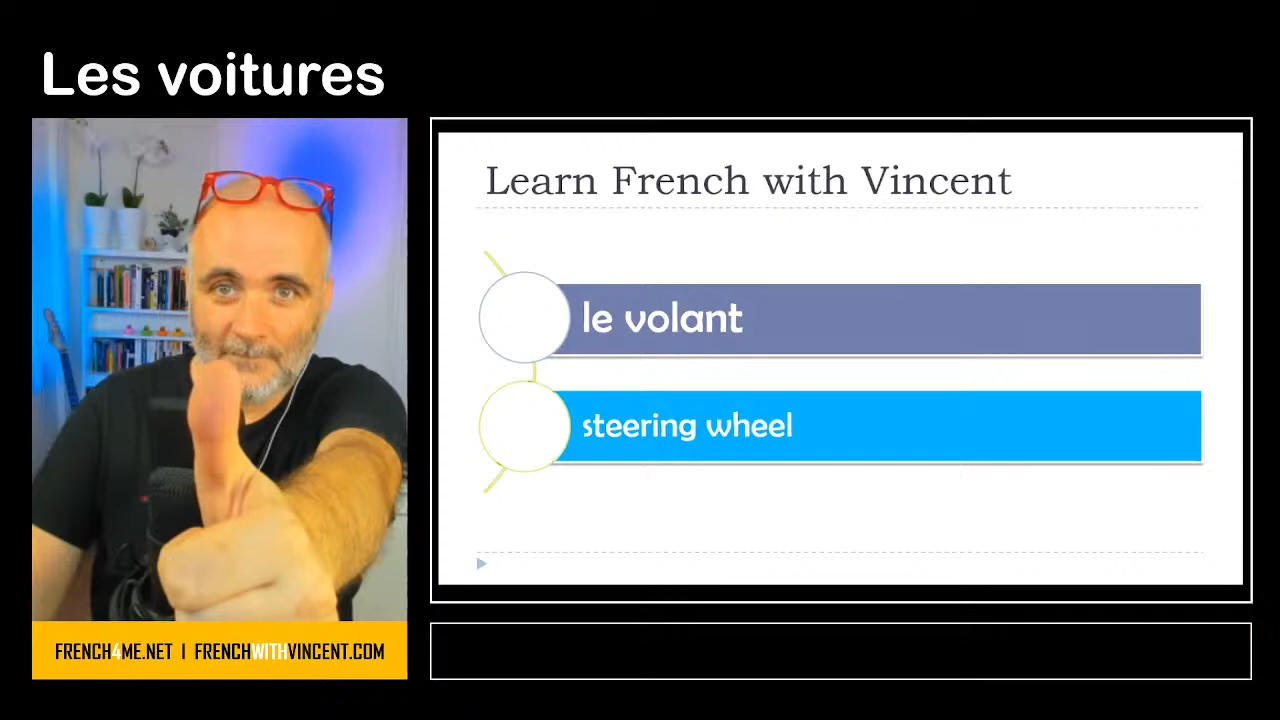 Les voitures
Learn French with Vincent
le volant
steering wheel
FRENCH4ME.NET | FRENCHWITHVINCENT.COM